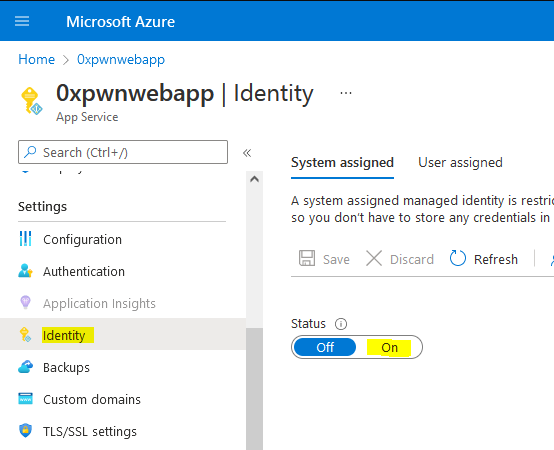 Microsoft Azure
Home > 0xpwnwebapp
0xpwnwebapp | Identity ...
App Service
Search (Ctrl+/) «
System assigned User assigned
A system assigned managed identity is restric
so you don't have to store any credentials in
Settings
Configuration
Authentication
Application Insights
Identity
Backups
Custom domains
TLS/SSL settings
Save Discard Refresh
Status
Off On